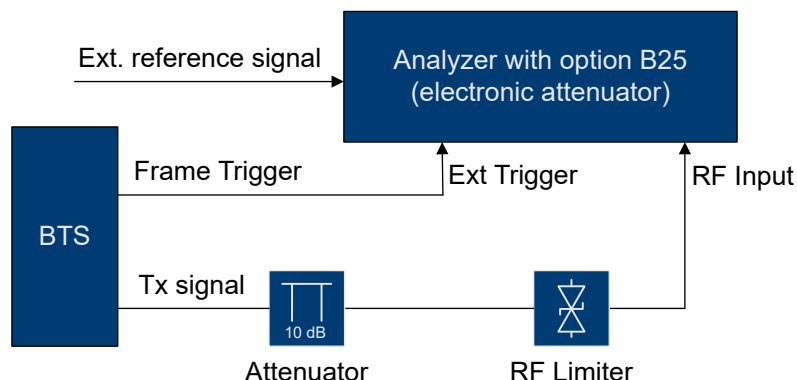 Ext. reference signal
Analyzer with option B25
(electronic attenuator)
Frame Trigger
Ext Trigger
RF Input
BTS
Tx signal
10 dB
Attenuator
RF Limiter